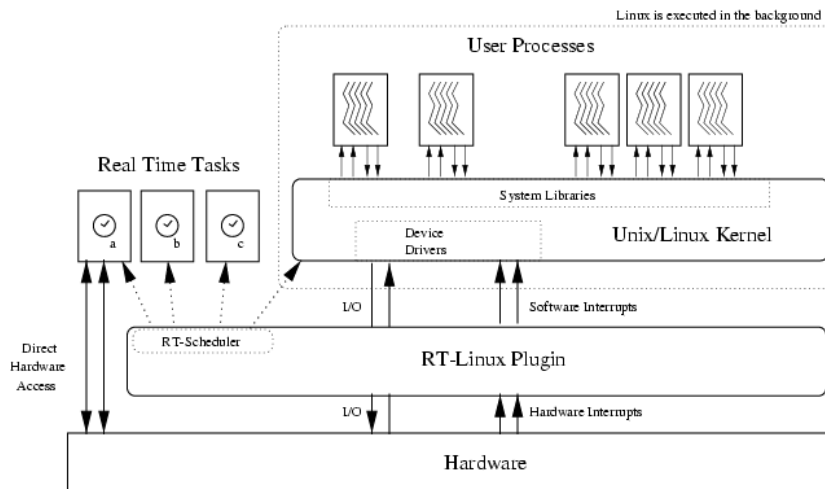 Linux is executed in the background
User Processes
Real Time Tasks
a
b
c
System Libraries
Unix/Linux Kernel
Device
Drivers
I/O
Software Interrupts
RT-Scheduler
RT-Linux Plugin
Direct
Hardware
Access
I/O
Hardware Interrupts
Hardware